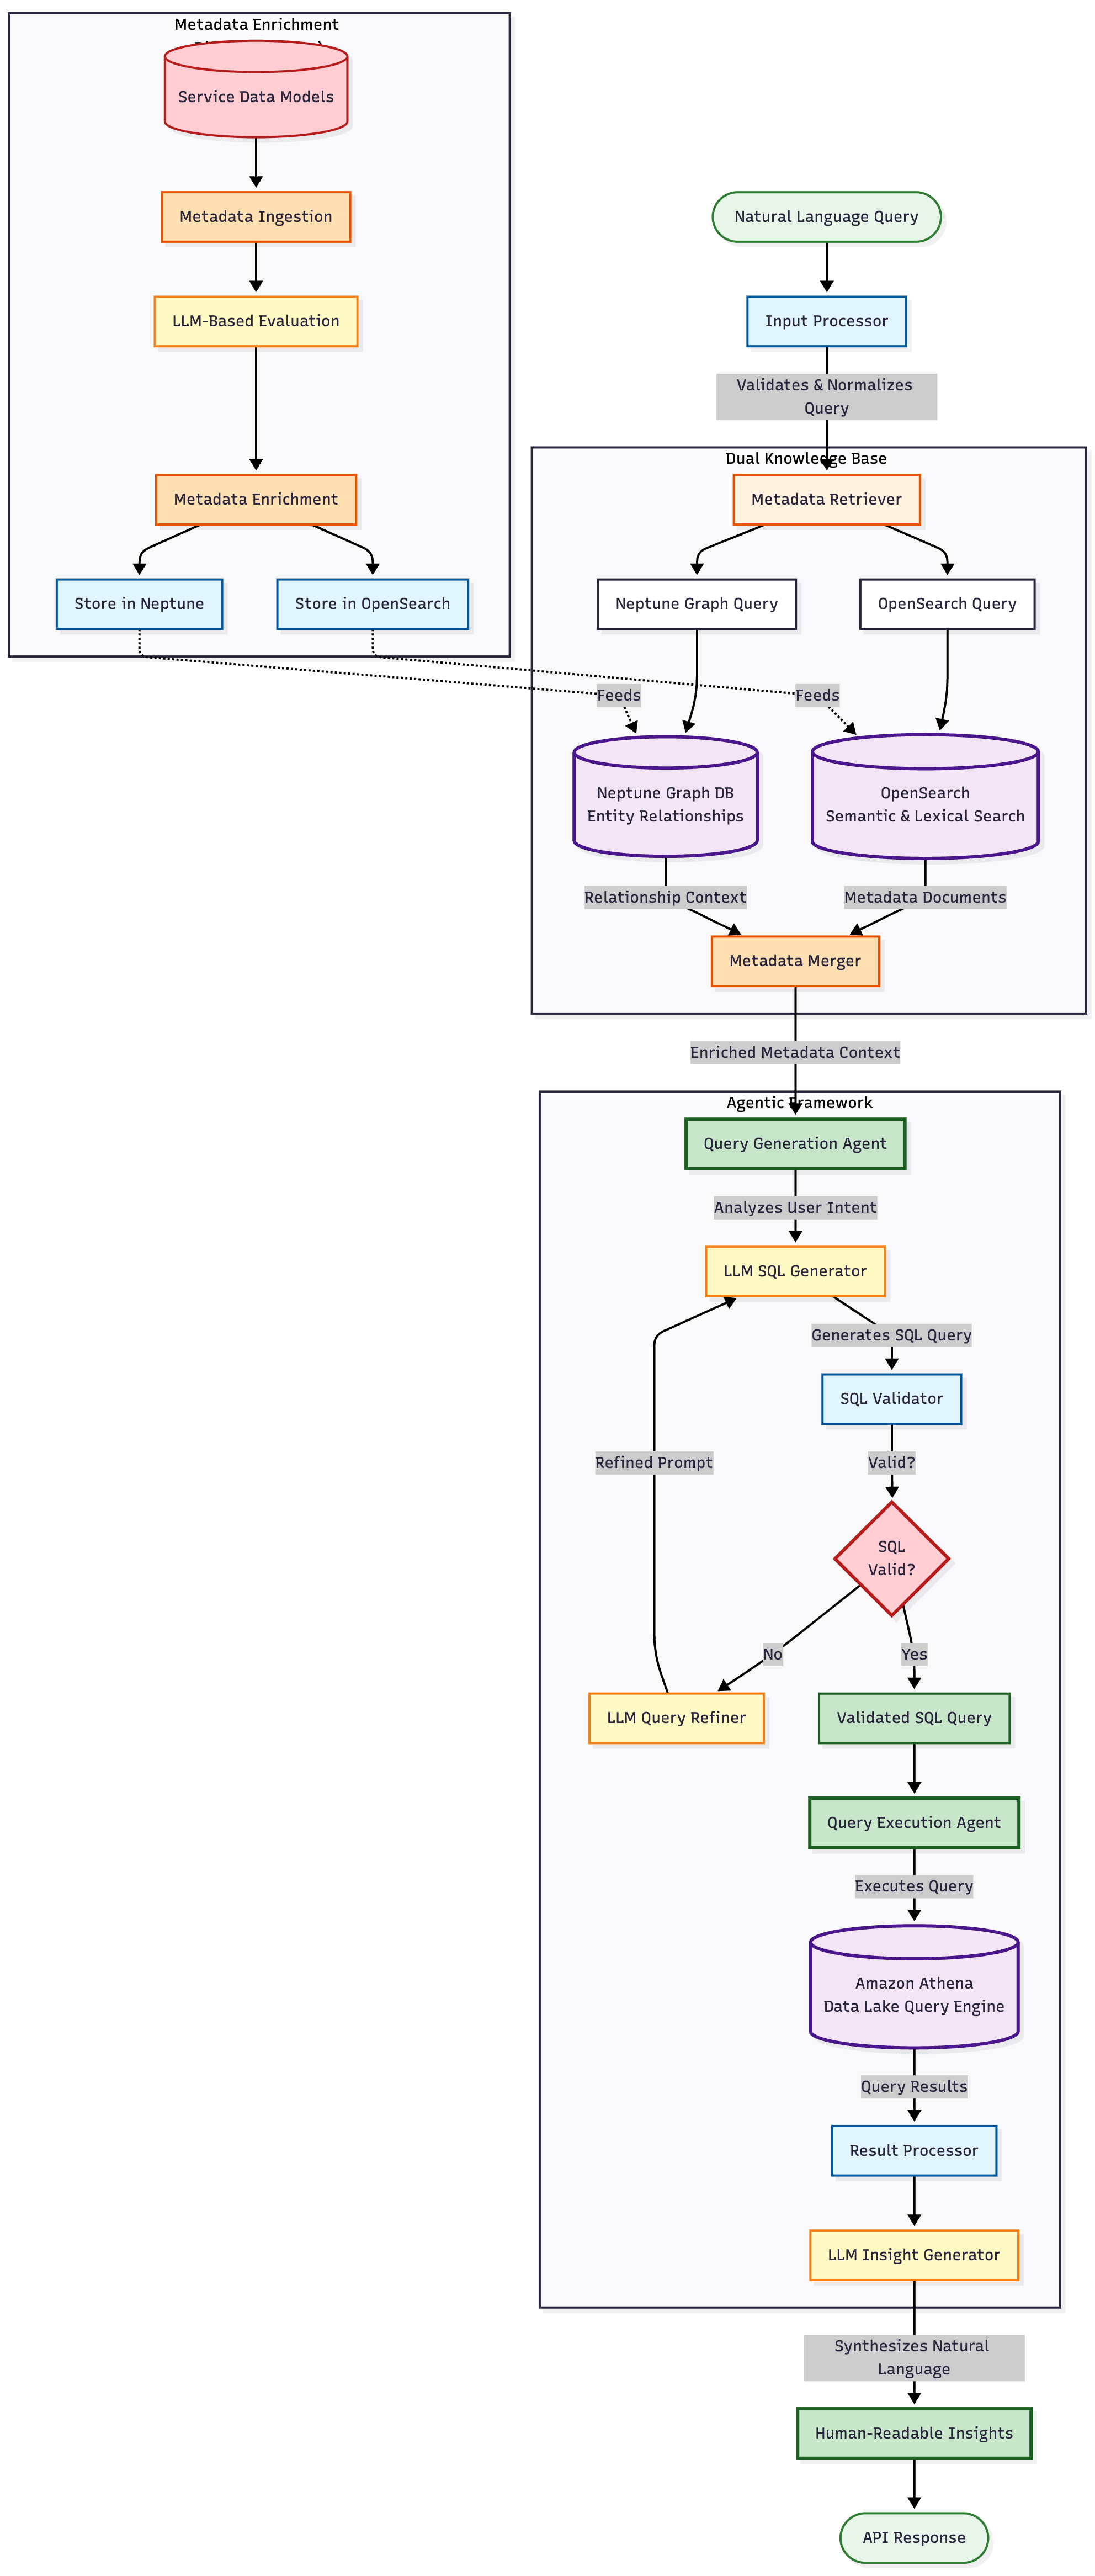 Metadata Enrichment
Service Data Models
Metadata Ingestion
LLM-Based Evaluation
Metadata Enrichment
Store in Neptune
Store in OpenSearch
Natural Language Query
Input Processor
Validates & Normalizes
Query
Dual Knowledge Base
Metadata Retriever
Neptune Graph Query
OpenSearch Query
Feeds
Feeds
Neptune Graph DB
Entity Relationships
OpenSearch
Semantic & Lexical Search
Relationship Context
Metadata Documents
Metadata Merger
Enriched Metadata Context
Agentic Framework
Query Generation Agent
Analyzes User Intent
LLM SQL Generator
Generates SQL Query
SQL Validator
Refined Prompt
Valid?
SQL
Valid?
No
Yes
LLM Query Refiner
Validated SQL Query
Query Execution Agent
Executes Query
Amazon Athena
Data Lake Query Engine
Query Results
Result Processor
LLM Insight Generator
Synthesizes Natural
Language
Human-Readable Insights
API Response